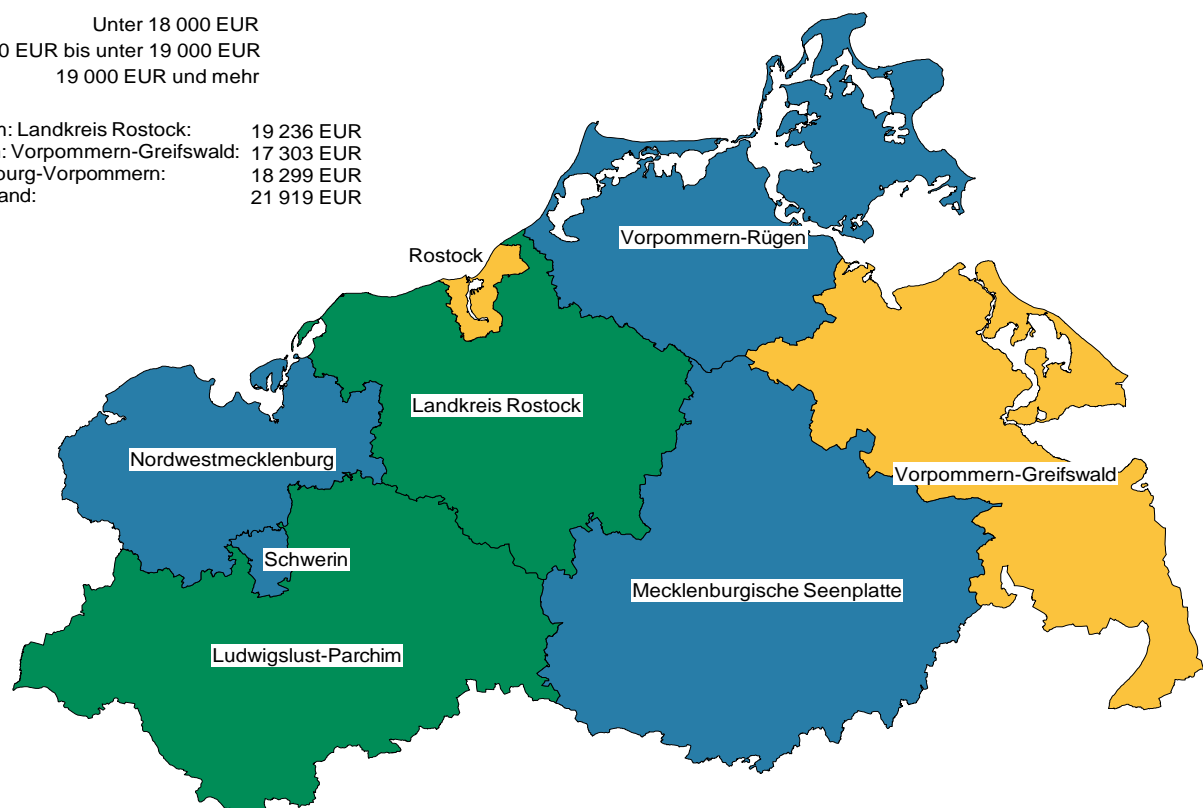 Unter 18 000 EUR
0 EUR bis unter 19 000 EUR
19 000 EUR und mehr
: Landkreis Rostock: 19 236 EUR
: Vorpommern-Greifswald: 17 303 EUR
burg-Vorpommern: 18 299 EUR
and: 21 919 EUR
Vorpommern-Rügen
Rostock
Landkreis Rostock
Nordwestmecklenburg
Vorpommern-Greifswald
Schwerin
Mecklenburgische Seenplatte
Ludwigslust-Parchim